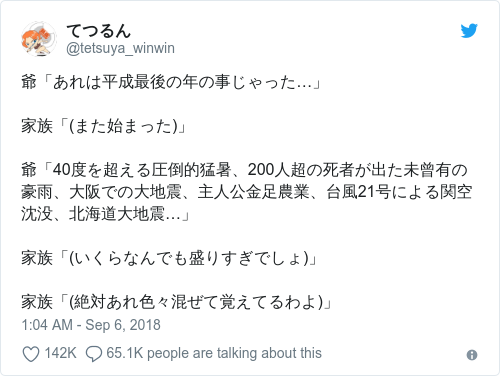 てつるん
@tetsuya_winwin
爺「あれは平成最後の年の事じゃった…」
家族「(また始まった)」
爺「40度を超える圧倒的猛暑、200人超の死者が出た未曾有の
豪雨、大阪での大地震、主人公金足農業、台風21号による関空
沈没、北海道大地震…」
家族「(いくらなんでも盛りすぎでしょ)」
家族「(絶対あれ色々混ぜて覚えてるわよ)」
1:04 AM - Sep 6, 2018
142K 65.1K people are talking about this